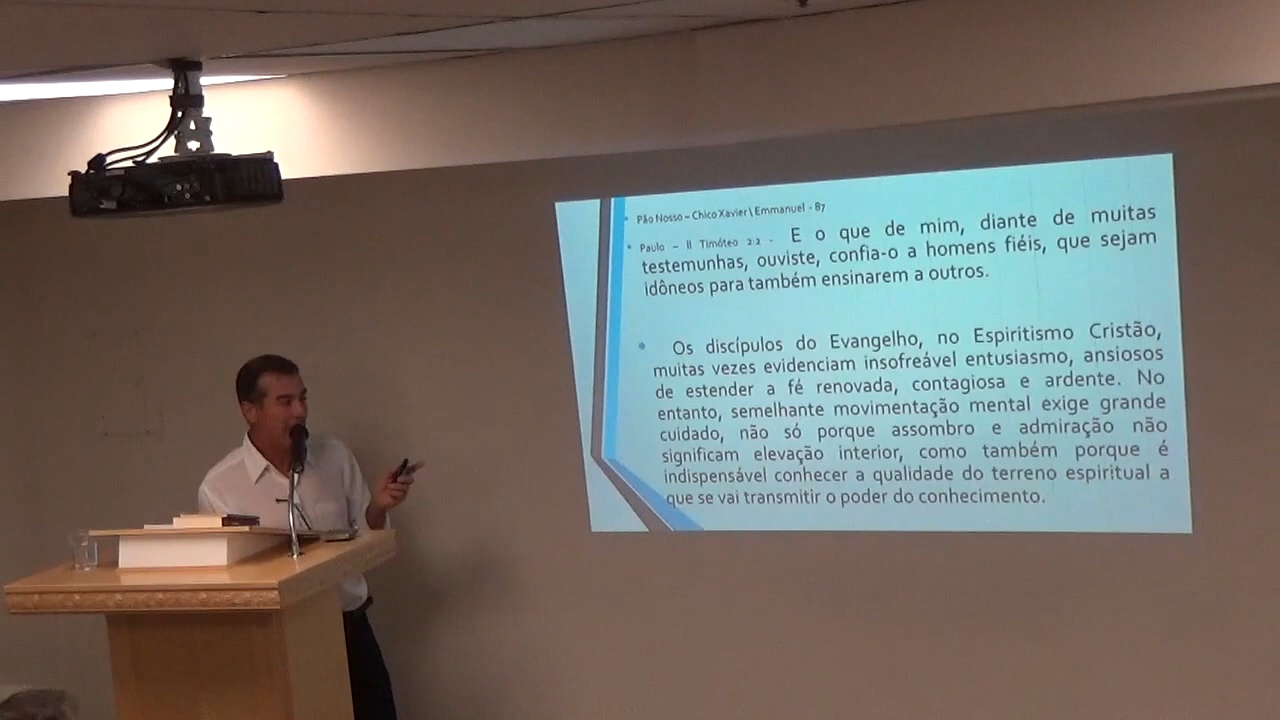 Pão Nosso – Chico Xavier \ Emmanuel - 87
Paulo – II Timóteo 2:2 - E o que de mim, diante de muitas
testemunhas, ouviste, confia-o a homens fiéis, que sejam
idôneos para também ensinarem a outros.
Os discípulos do Evangelho, no Espiritismo Cristão,
muitas vezes evidenciam insofreável entusiasmo, ansiosos
de estender a fé renovada, contagiosa e ardente. No
entanto, semelhante movimentação mental exige grande
cuidado, não só porque assombro e admiração não
significam elevação interior, como também porque é
indispensável conhecer a qualidade do terreno espiritual a
que se vai transmitir o poder do conhecimento.